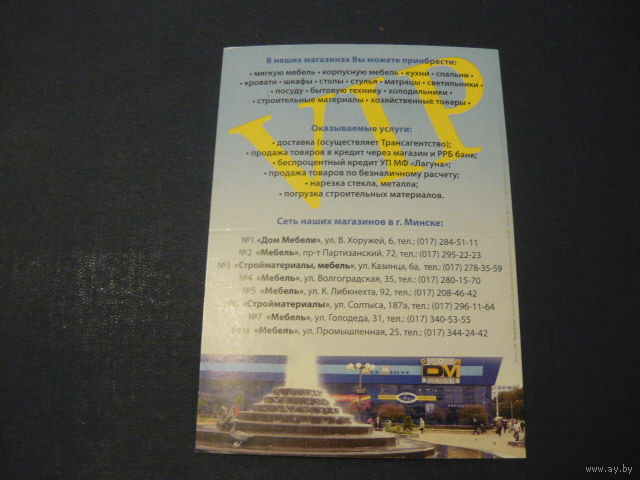 В наших магазинах Вы можете приобрести:
• мягкую мебель • корпусную мебель • кухни • спальни •
• кровати • шкафы • столы • стулья • матрацы • светильники •
• посуду • бытовую технику • холодильники •
• строительные материалы • хозяйственные товары •
VIP
Оказываемые услуги:
• доставка (осуществляет Трансагентство);
• продажа товаров в кредит через магазин и РРБ банк;
• беспроцентный кредит УП МФ «Лагуна»;
• продажа товаров по безналичному расчету;
• нарезка стекла, металла;
• погрузка строительных материалов.
Сеть наших магазинов в г. Минске:
№1 «Дом Мебели», ул. В. Хоружей, 6, тел.: (017) 284-51-11
№2 «Мебель», пр-т Партизанский, 72, тел.: (017) 295-22-23
№3 «Стройматериалы, мебель», ул. Казинца, 6а, тел.: (017) 278-35-59
№4 «Мебель», ул. Волгоградская, 35, тел.: (017) 280-15-70
№5 «Мебель», ул. К. Либкнехта, 92, тел.: (017) 208-46-42
№6 «Стройматериалы», ул. Солтыса, 187а, тел.: (017) 296-11-64
№7 «Мебель», ул. Голодеда, 31, тел.: (017) 340-53-55
база «Мебель», ул. Промышленная, 25, тел.: (017) 344-24-42
DM
www.ay.by